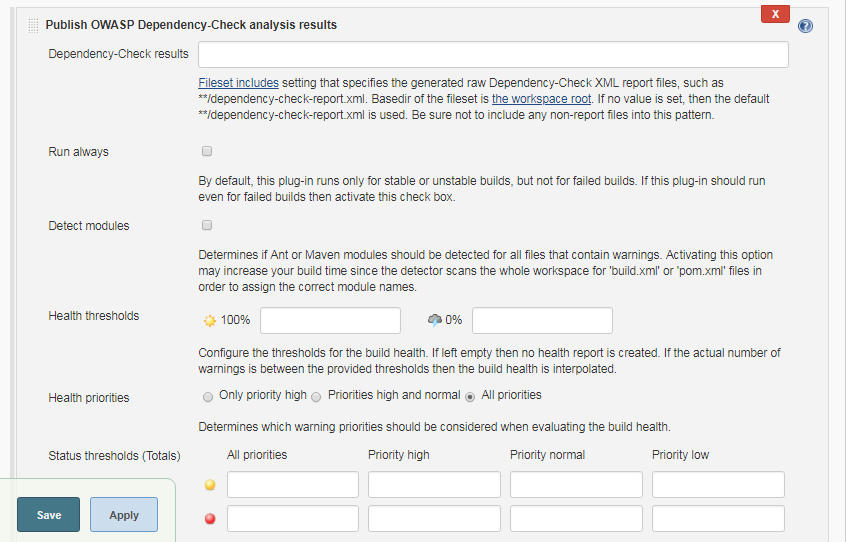 Publish OWASP Dependency-Check analysis results
X
?
Dependency-Check results
Fileset includes setting that specifies the generated raw Dependency-Check XML report files, such as
**/dependency-check-report.xml. Basedir of the fileset is the workspace root. If no value is set, then the default
**/dependency-check-report.xml is used. Be sure not to include any non-report files into this pattern.
Run always
By default, this plug-in runs only for stable or unstable builds, but not for failed builds. If this plug-in should run
even for failed builds then activate this check box.
Detect modules
Determines if Ant or Maven modules should be detected for all files that contain warnings. Activating this option
may increase your build time since the detector scans the whole workspace for 'build.xml' or 'pom.xml' files in
order to assign the correct module names.
Health thresholds 100% 0%
Configure the thresholds for the build health. If left empty then no health report is created. If the actual number of
warnings is between the provided thresholds then the build health is interpolated.
Health priorities Only priority high Priorities high and normal All priorities
Determines which warning priorities should be considered when evaluating the build health.
Status thresholds (Totals) All priorities Priority high Priority normal Priority low
Save Apply